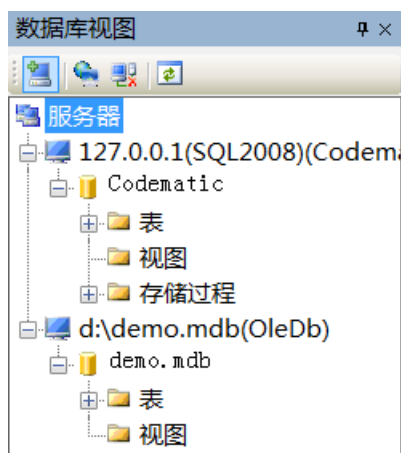 数据库视图
服务器
127.0.0.1(SQL2008)(Codema
Codematic
表
视图
存储过程
d:\demo.mdb(OleDb)
demo.mdb
表
视图